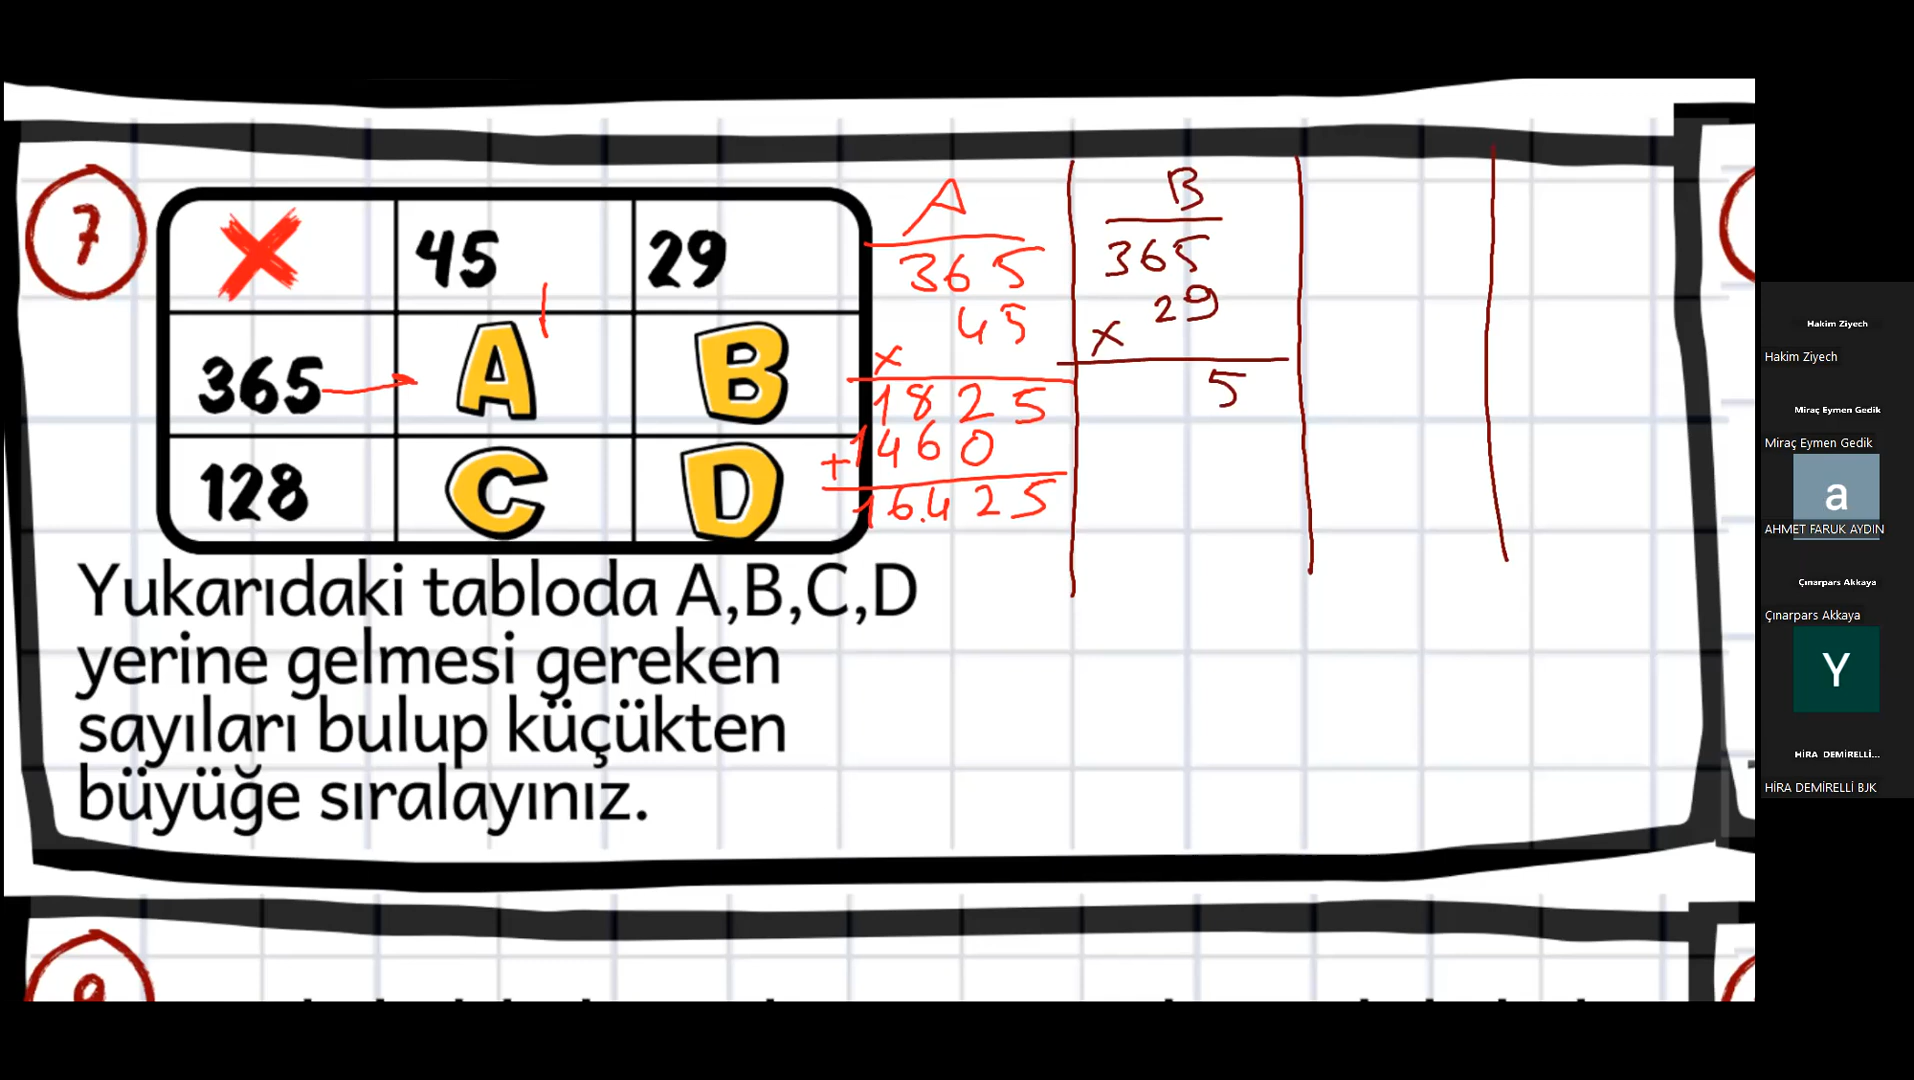 7
45
29
365
A
B
128
C
D
Yukarıdaki tabloda A,B,C,D
yerine gelmesi gereken
sayıları bulup küçükten
büyüğe sıralayınız.
A
365
45
x
1825
+1460
16.425
B
365
29
x
5
Hakim Ziyech
Hakim Ziyech
Miraç Eymen Gedik
Miraç Eymen Gedik
a
AHMET FARUK AYDIN
Çınarpars Akkaya
Çınarpars Akkaya
Y
HİRA DEMİRELLİ...
HİRA DEMİRELLİ BJK